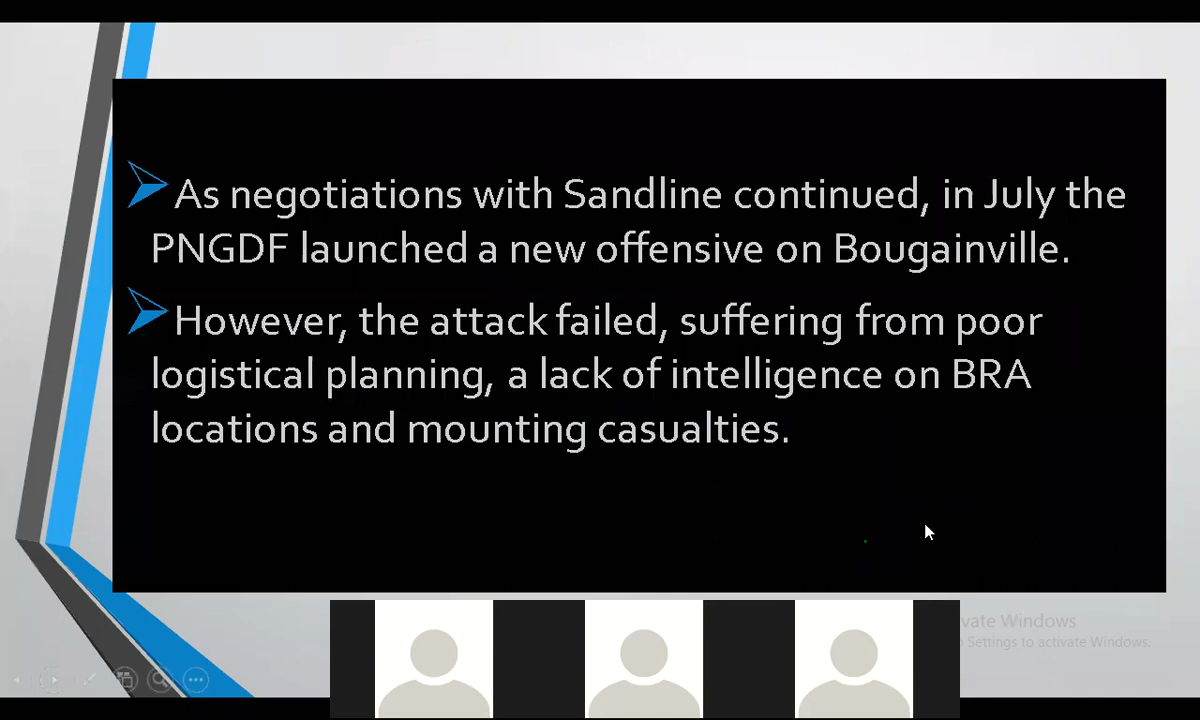 As negotiations with Sandline continued, in July the
PNGDF launched a new offensive on Bougainville.
However, the attack failed, suffering from poor
logistical planning, a lack of intelligence on BRA
locations and mounting casualties.
vate Windows
Settings to activate Windows.